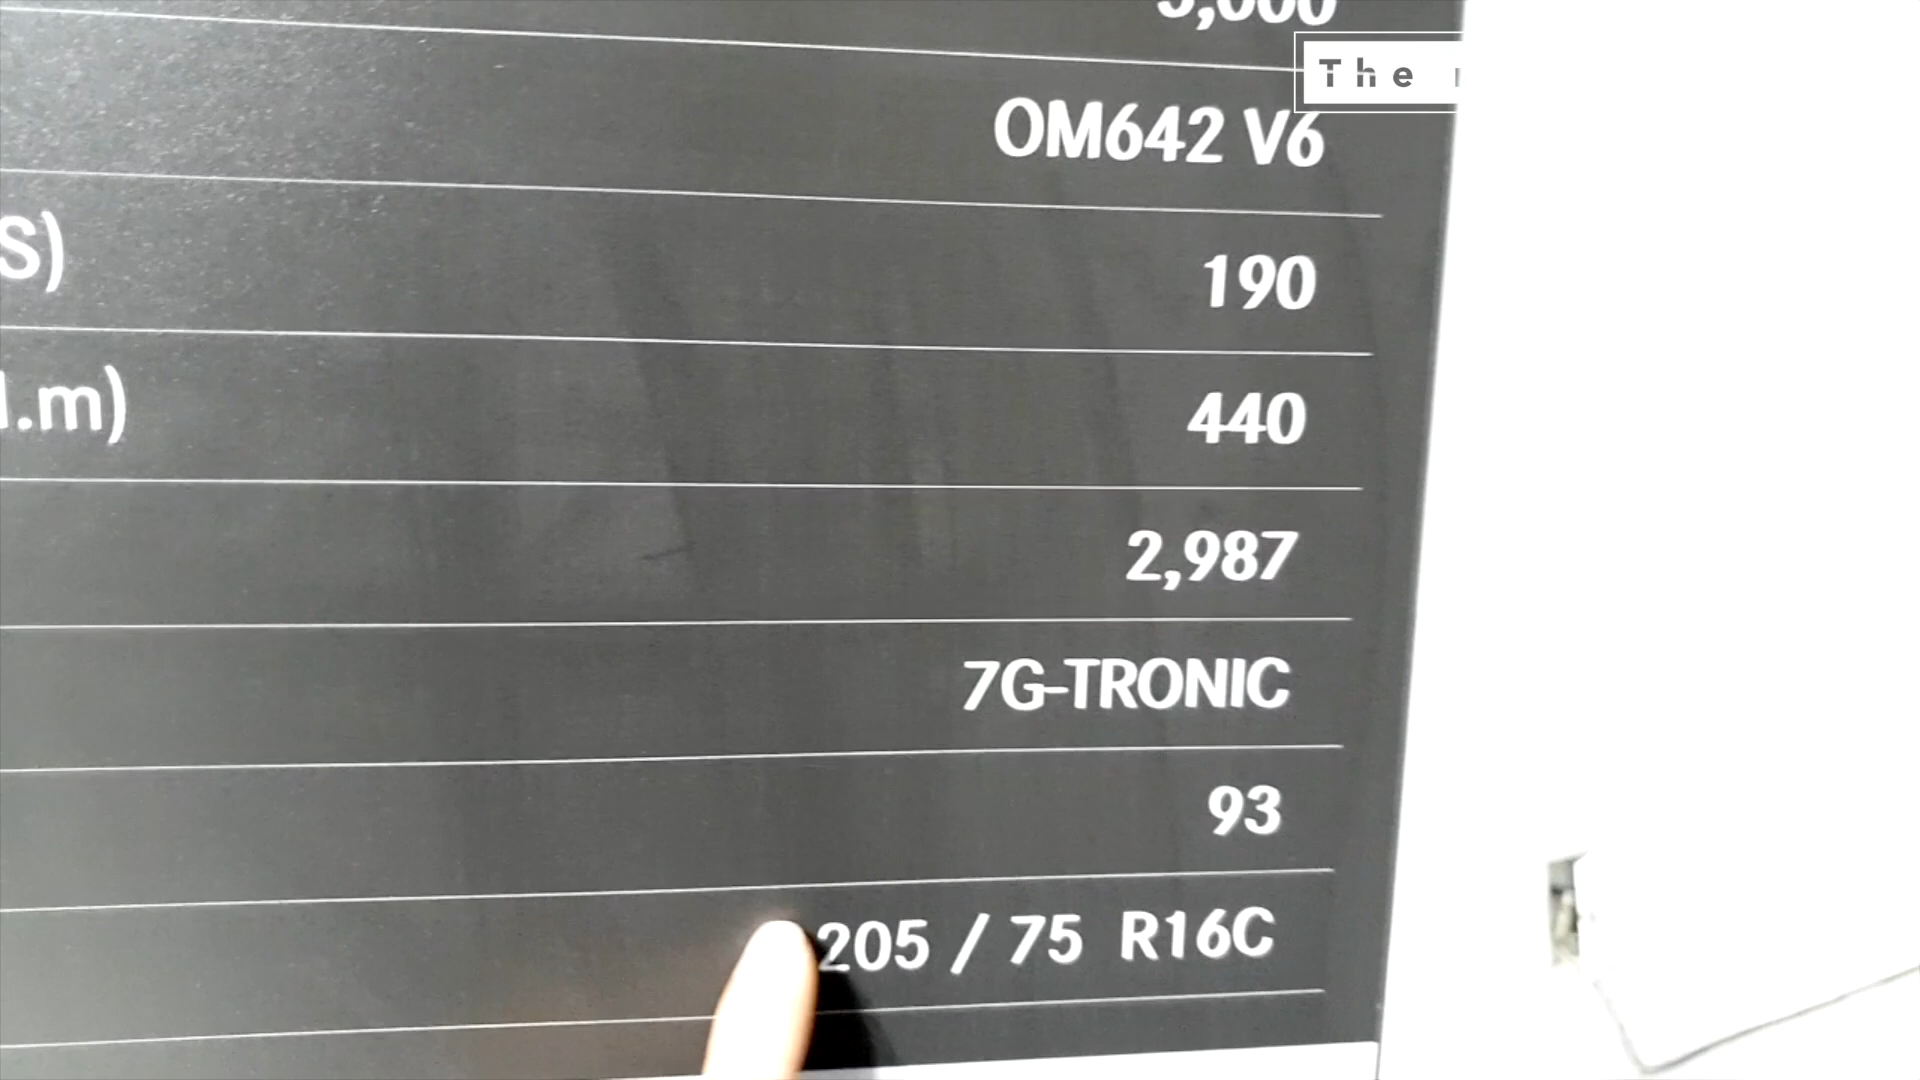 The
OM642 V6
S) 190
.m) 440
2,987
7G-TRONIC
93
205 / 75 R16C